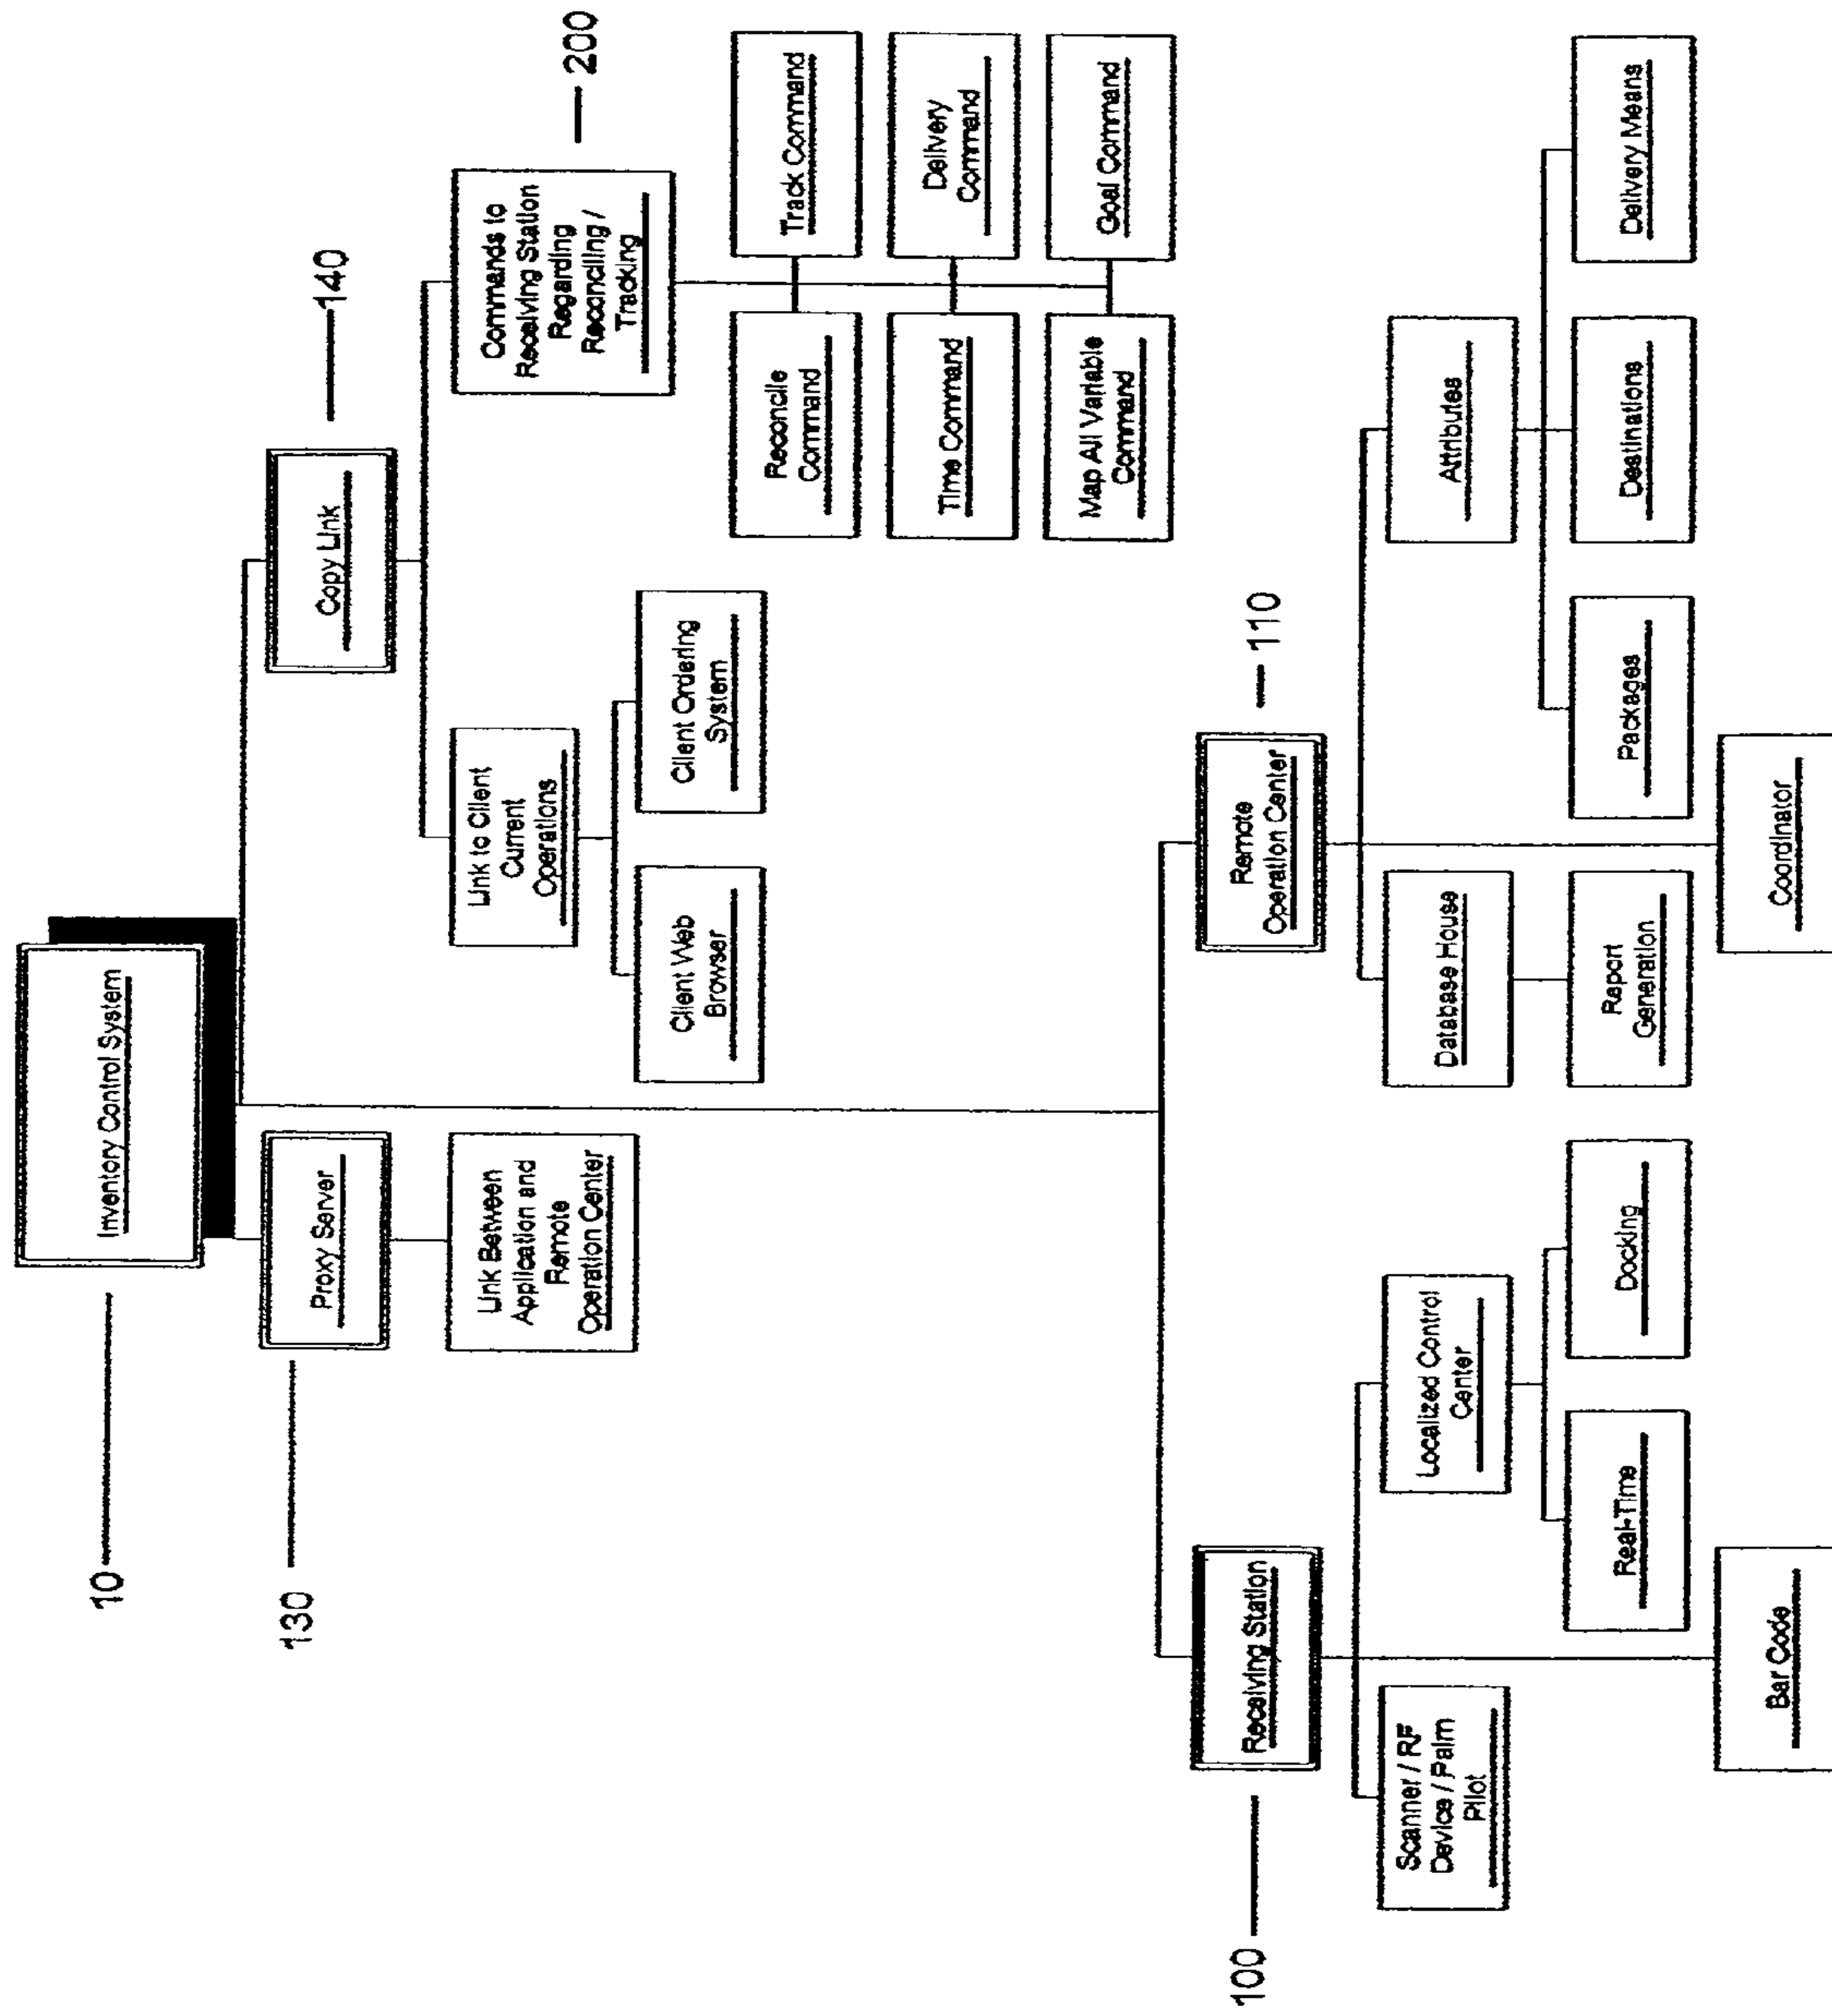 10
Inventory Control System
130
Proxy Server
Link Between
Application and
Remote
Operation Center
Copy Link
140
Link to Client
Current
Operations
Client Web
Browser
Client Ordering
System
Commands to
Receiving Station
Regarding
Reconciling /
Tracking
200
Reconcile
Command
Track Command
Time Command
Delivery
Command
Map All Variable
Command
Goal Command
100
Receiving Station
Scanner / RF
Device / Palm
Pilot
Localized Control
Center
Real-Time
Docking
Bar Code
Remote
Operation Center
110
Database House
Report
Generation
Attributes
Packages
Destinations
Delivery Means
Coordinator